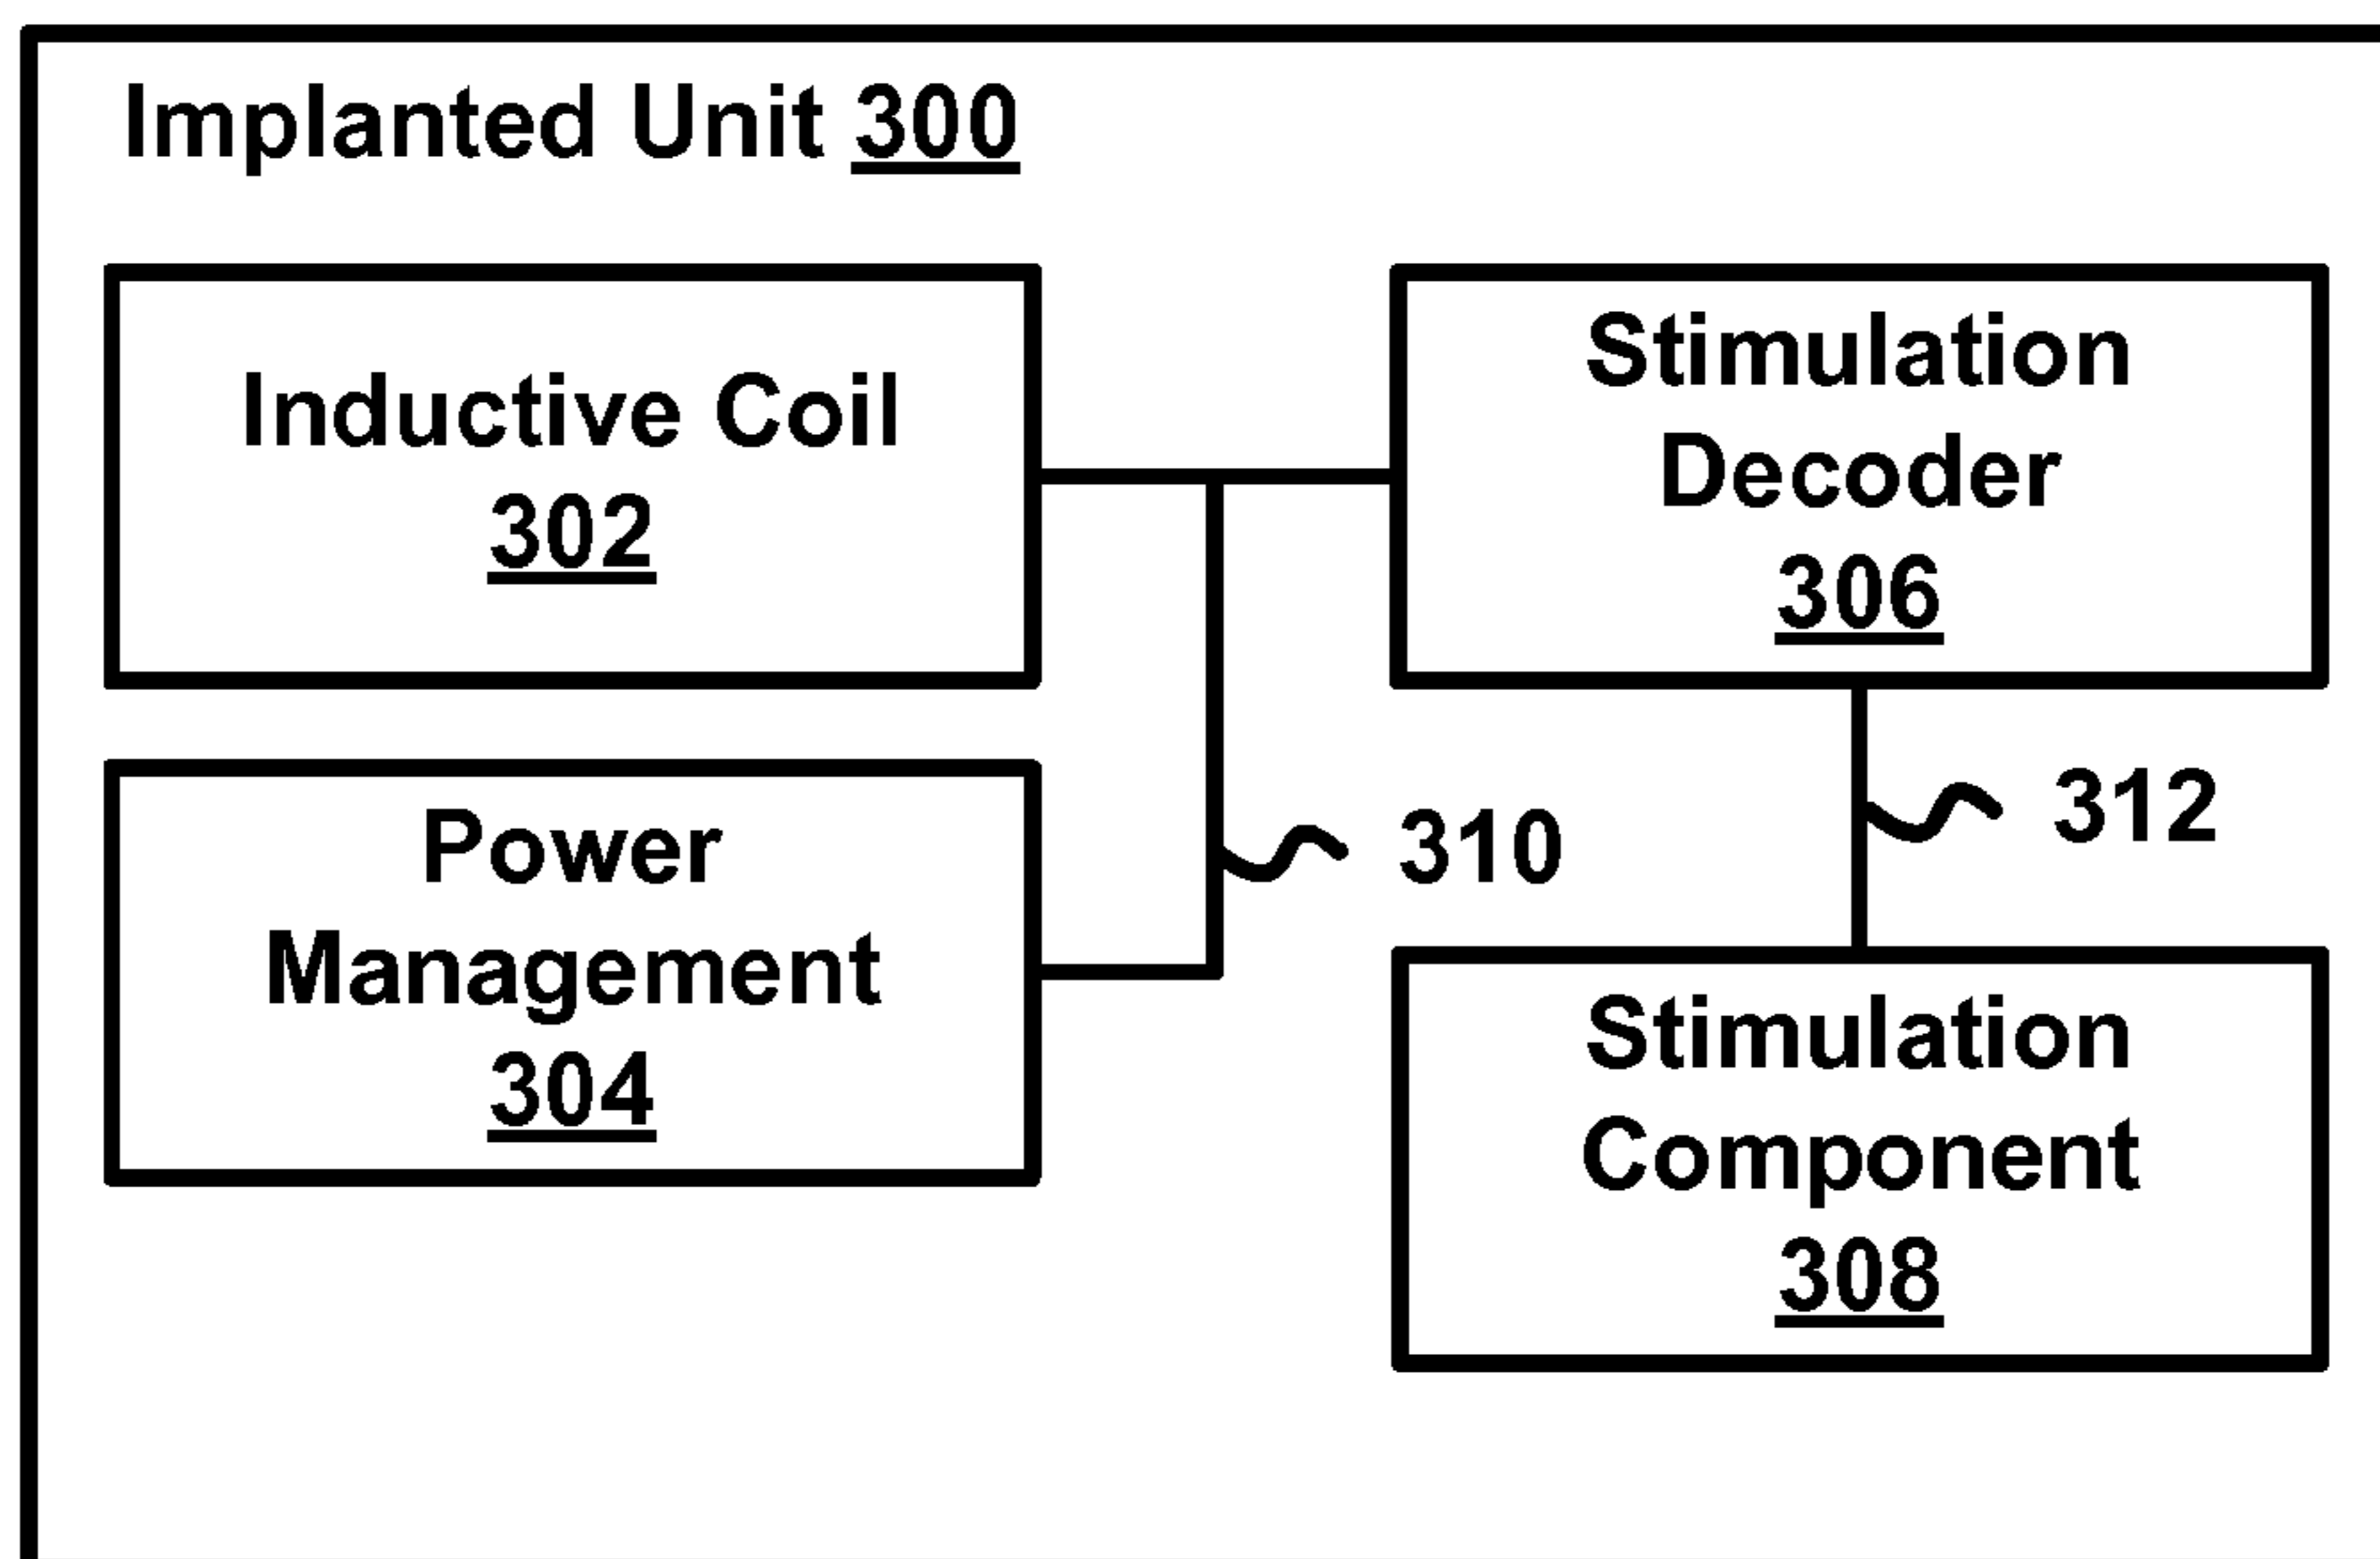 Implanted Unit 300
Inductive Coil
302
Stimulation
Decoder
306
Power
Management
304
310
312
Stimulation
Component
308